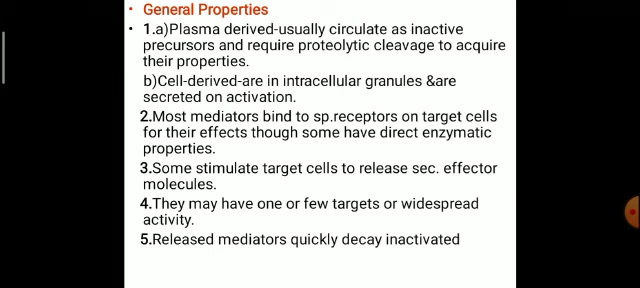 • General Properties
• 1.a)Plasma derived-usually circulate as inactive
precursors and require proteolytic cleavage to acquire
their properties.
b)Cell-derived-are in intracellular granules &are
secreted on activation.
2.Most mediators bind to sp.receptors on target cells
for their effects though some have direct enzymatic
properties.
3.Some stimulate target cells to release sec. effector
molecules.
4.They may have one or few targets or widespread
activity.
5.Released mediators quickly decay inactivated